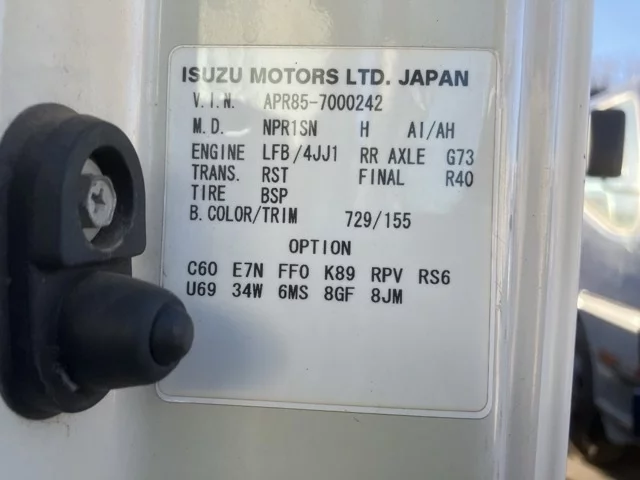 ISUZU MOTORS LTD. JAPAN
V.I.N. APR85-7000242
M.D. NPR1SN H AI/AH
ENGINE LFB/4JJ1 RR AXLE G73
TRANS. RST FINAL R40
TIRE BSP
B.COLOR/TRIM 729/155
OPTION
C60 E7N FF0 K89 RPV RS6
U69 34W 6MS 8GF 8JM